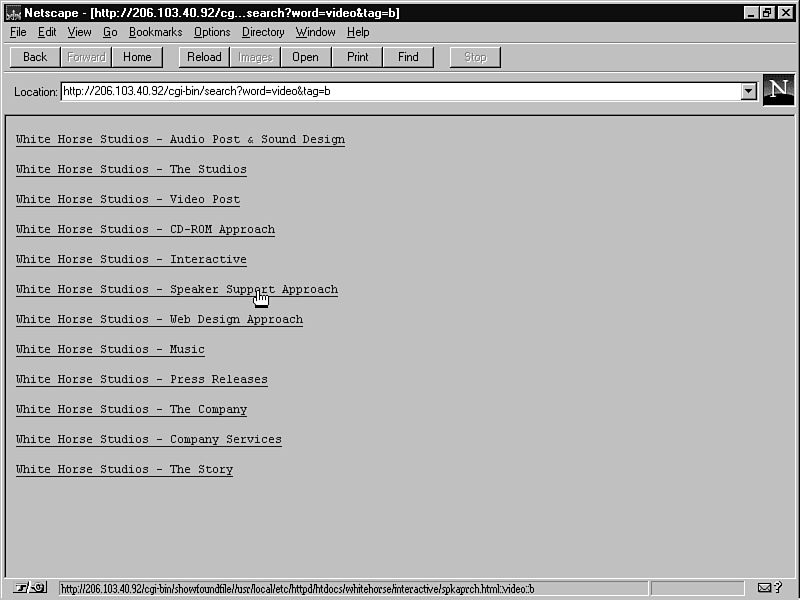 Netscape - [http://206.103.40.92/cg...search?word=video&tag=b]
File Edit View Go Bookmarks Options Directory Window Help
Back Forward Home Reload Images Open Print Find Stop
Location: http://206.103.40.92/cgi-bin/search?word=video&tag=b
N
White Horse Studios - Audio Post & Sound Design
White Horse Studios - The Studios
White Horse Studios - Video Post
White Horse Studios - CD-ROM Approach
White Horse Studios - Interactive
White Horse Studios - Speaker Support Approach
White Horse Studios - Web Design Approach
White Horse Studios - Music
White Horse Studios - Press Releases
White Horse Studios - The Company
White Horse Studios - Company Services
White Horse Studios - The Story
http://206.103.40.92/cgi-bin/showfoundfile//usr/local/etc/httpd/htdocs/whitehorse/interactive/spkaprch.html::video::b
?